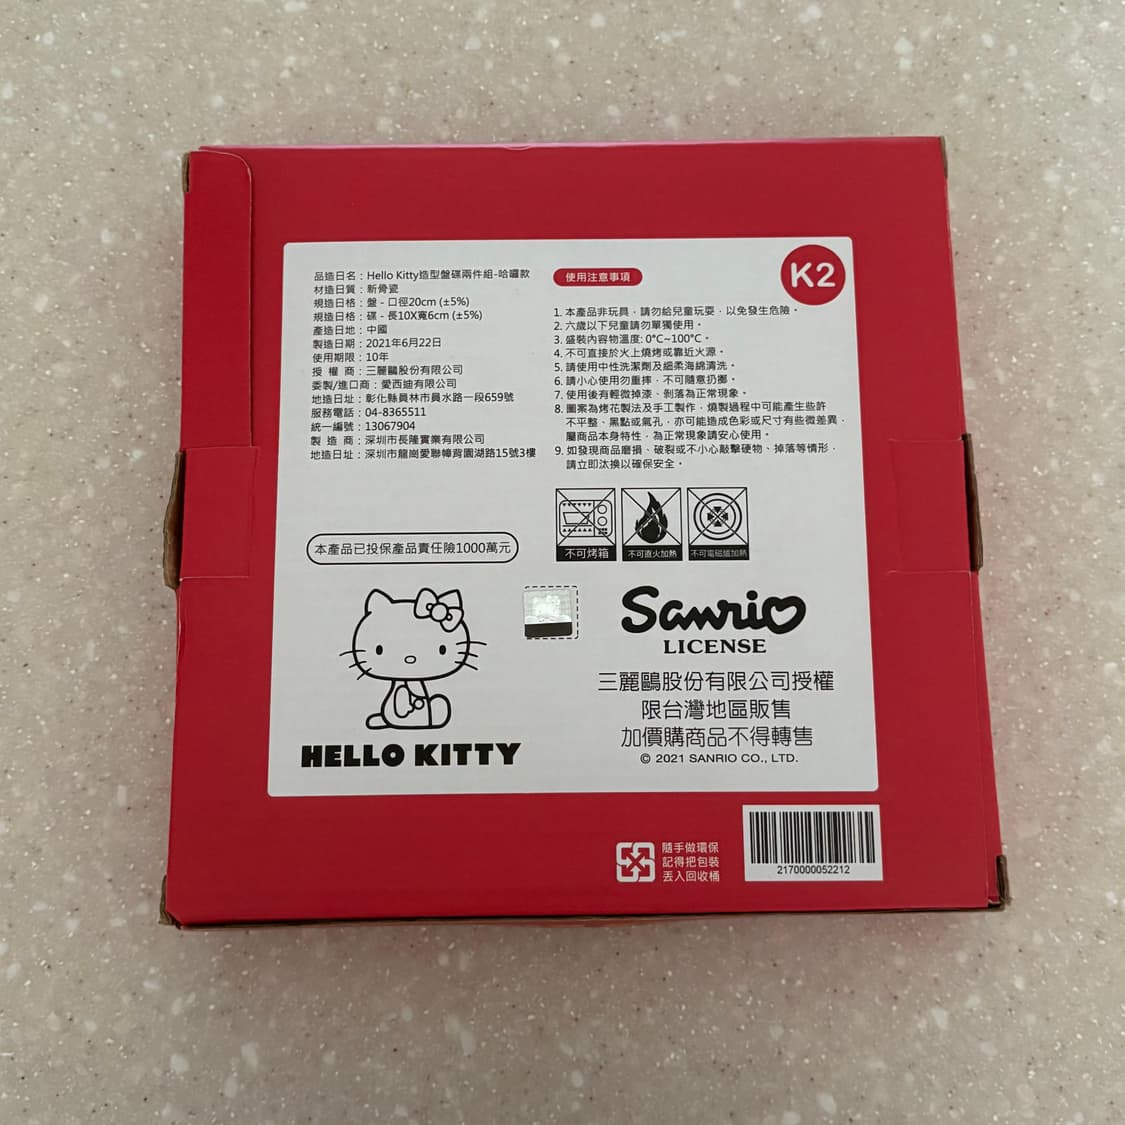 品造日名：Hello Kitty造型盤碟兩件組-哈囉款
材造日質：新骨瓷
規造日格：盤 - 口徑20cm (±5%)
規造日格：碟 - 長10X寬6cm (±5%)
產造日地：中國
製造日期：2021年6月22日
使用期限：10年
授 權 商：三麗鷗股份有限公司
委製/進口商：愛西迪有限公司
地造日址：彰化縣員林市員水路一段659號
服務電話：04-8365511
統一編號：13067904
製 造 商：深圳市長隆實業有限公司
地造日址：深圳市龍崗愛聯幛背圓湖路15號3樓
本產品已投保產品責任險1000萬元
HELLO KITTY
K2
使用注意事項
1. 本產品非玩具，請勿給兒童玩耍，以免發生危險。
2. 六歲以下兒童請勿單獨使用。
3. 盛裝內容物溫度: 0°C~100°C。
4. 不可直接於火上燒烤或靠近火源。
5. 請使用中性洗潔劑及細柔海綿清洗。
6. 請小心使用勿重摔，不可隨意扔擲。
7. 使用後有輕微掉漆、剝落為正常現象。
8. 圖案為烤花製法及手工製作，燒製過程中可能產生些許
不平整、黑點或氣孔，亦可能造成色彩或尺寸有些微差異，
屬商品本身特性，為正常現象請安心使用。
9. 如發現商品磨損、破裂或不小心敲擊硬物、掉落等情形，
請立即汰換以確保安全。
不可烤箱
不可直火加熱
不可電磁爐加熱
Sanrio
LICENSE
三麗鷗股份有限公司授權
限台灣地區販售
加價購商品不得轉售
© 2021 SANRIO CO., LTD.
隨手做環保
記得把包裝
丟入回收桶
2170000052212